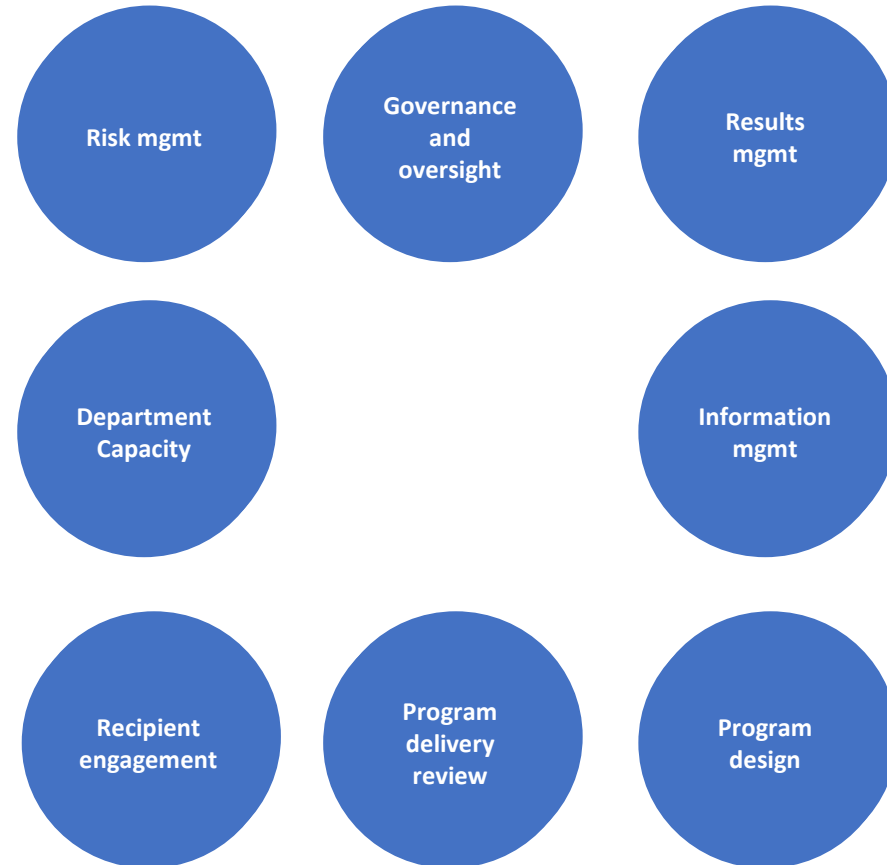 Risk mgmt
Governance
and
oversight
Results
mgmt
Department
Capacity
Information
mgmt
Recipient
engagement
Program
delivery
review
Program
design